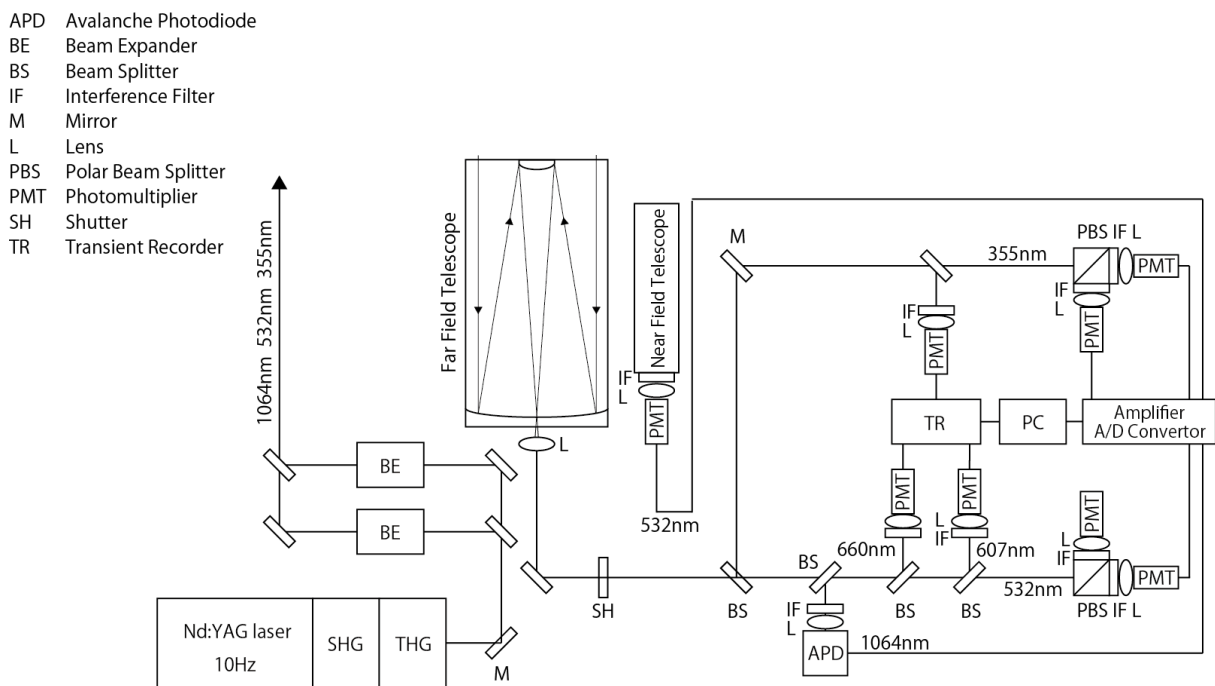 APD Avalanche Photodiode
BE Beam Expander
BS Beam Splitter
IF Interference Filter
M Mirror
L Lens
PBS Polar Beam Splitter
PMT Photomultiplier
SH Shutter
TR Transient Recorder
1064nm 532nm 355nm
Far Field Telescope
Near Field Telescope
IF
L
PMT
532nm
L
M
355nm
PBS IF L
PMT
IF
L
PMT
IF
L
PMT
TR
PC
Amplifier
A/D Convertor
BE
BE
PMT
PMT
L
IF
660nm
607nm
PMT
L
IF
532nm
PMT
PBS IF L
BS
SH
BS
BS
BS
IF
L
APD
1064nm
Nd:YAG laser
10Hz
SHG
THG
M